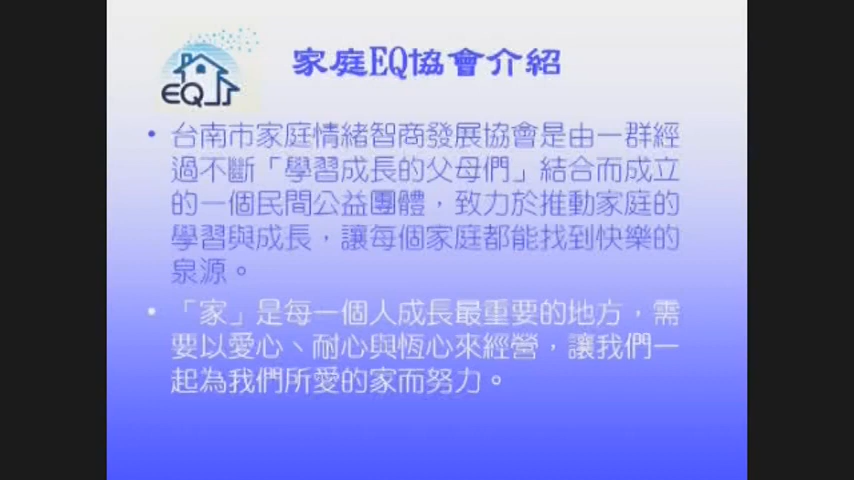 EQ
家庭EQ協會介紹
• 台南市家庭情緒智商發展協會是由一群經
過不斷「學習成長的父母們」結合而成立
的一個民間公益團體，致力於推動家庭的
學習與成長，讓每個家庭都能找到快樂的
泉源。
• 「家」是每一個人成長最重要的地方，需
要以愛心、耐心與恆心來經營，讓我們一
起為我們所愛的家而努力。